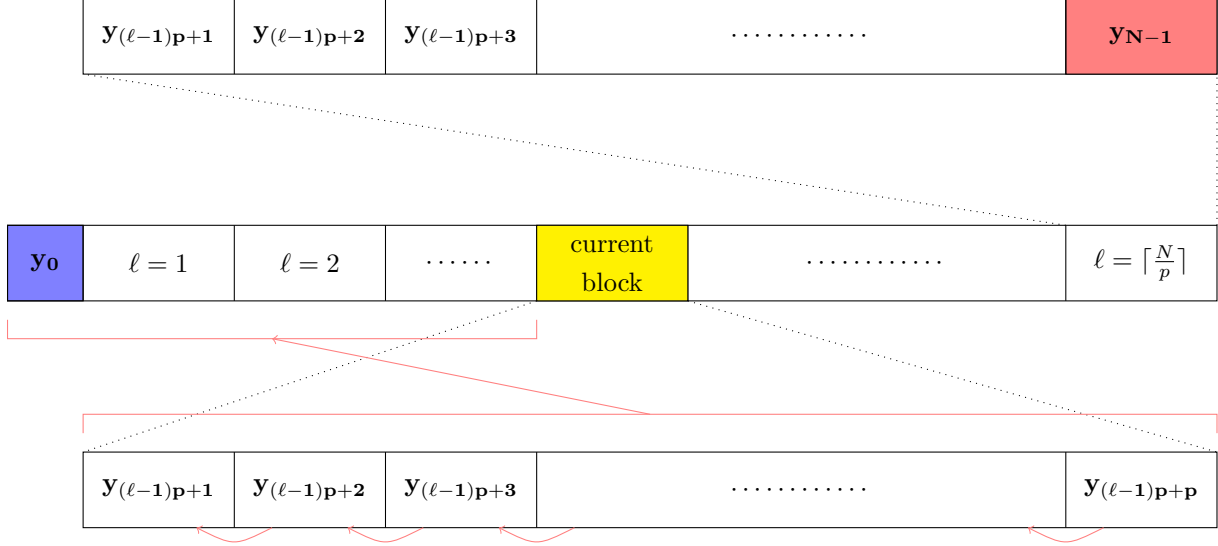 y₍ℓ−1₎p+1 y₍ℓ−1₎p+2 y₍ℓ−1₎p+3 ············ y_N−1
y₀ ℓ = 1 ℓ = 2 ······ current block ············ ℓ = ⌈N/p⌉
y₍ℓ−1₎p+1 y₍ℓ−1₎p+2 y₍ℓ−1₎p+3 ············ y₍ℓ−1₎p+p